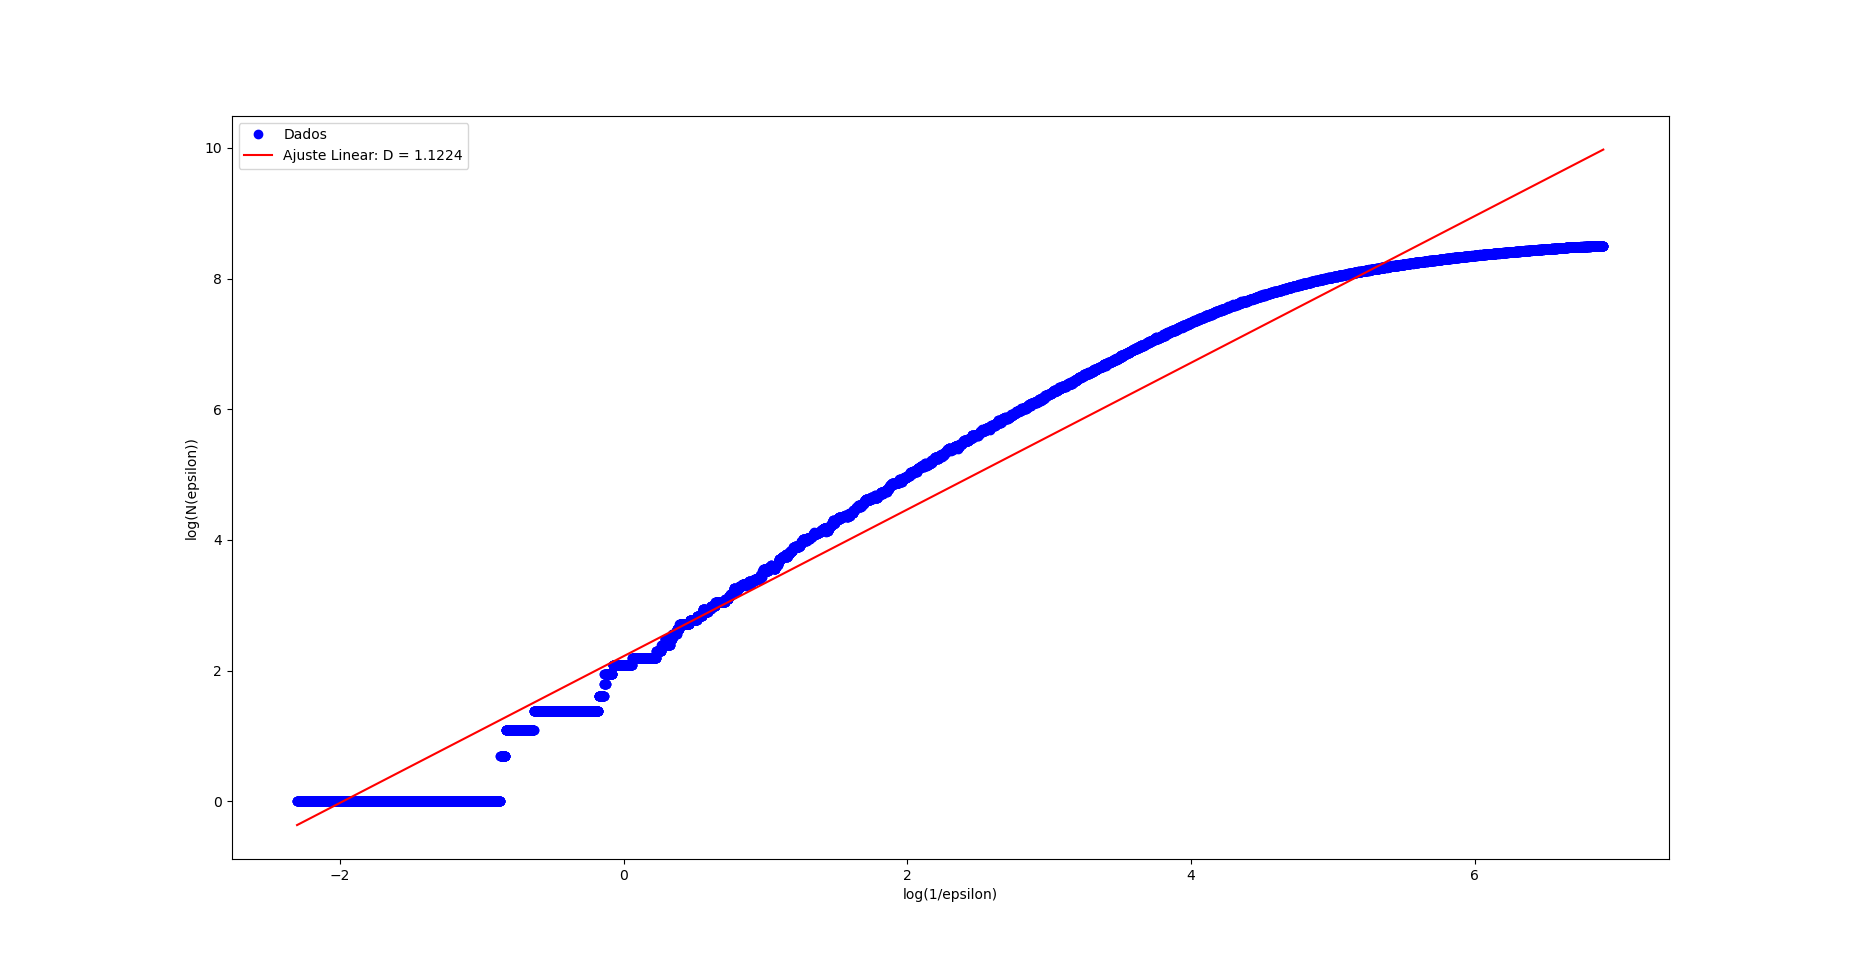 Dados
Ajuste Linear: D = 1.1224
10
8
6
4
2
0
log(N(epsilon))
−2
0
2
4
6
log(1/epsilon)